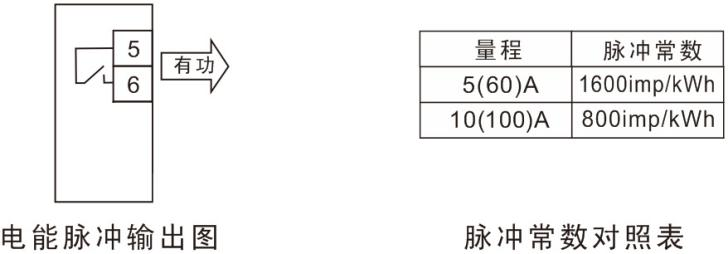 5
6
有功
电能脉冲输出图
量程 脉冲常数
5(60)A 1600imp/kWh
10(100)A 800imp/kWh
脉冲常数对照表